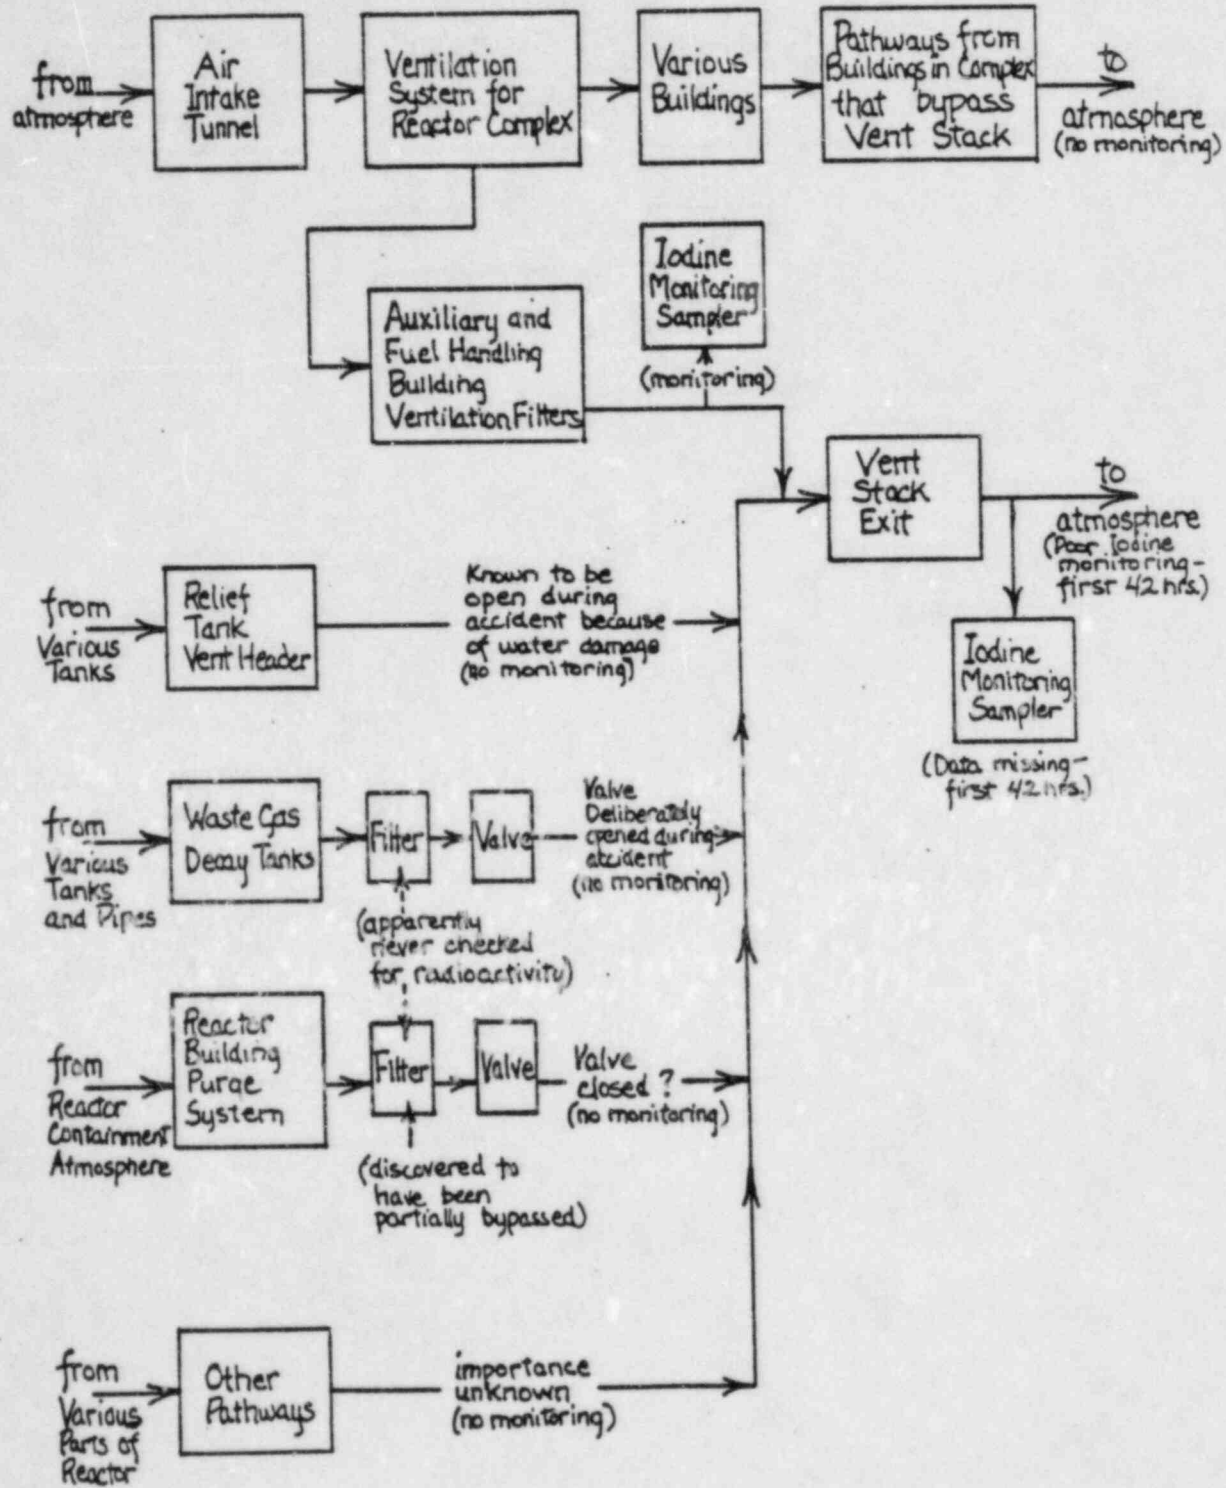 from
atmosphere
Air
Intake
Tunnel
Ventilation
System for
Reactor Complex
Various
Buildings
Pathways from
Buildings in Complex
that bypass
Vent Stack
to
atmosphere
(no monitoring)
Iodine
Monitoring
Sampler
(monitoring)
Auxiliary and
Fuel Handling
Building
Ventilation Filters
Vent
Stack
Exit
to
atmosphere
(Poor Iodine
monitoring-
first 42 hrs.)
Iodine
Monitoring
Sampler
(Data missing-
first 42 hrs.)
from
Various
Tanks
Relief
Tank
Vent Header
Known to be
open during
accident because
of water damage
(no monitoring)
from
Various
Tanks
and Pipes
Waste Gas
Decay Tanks
Filter
Valve
Valve
Deliberately
opened during
accident
(no monitoring)
(apparently
never checked
for radioactivity)
from
Reactor
Containment
Atmosphere
Reactor
Building
Purge
System
Filter
Valve
Valve
closed ?
(no monitoring)
(discovered to
have been
partially bypassed)
from
Various
Parts of
Reactor
Other
Pathways
importance
unknown
(no monitoring)